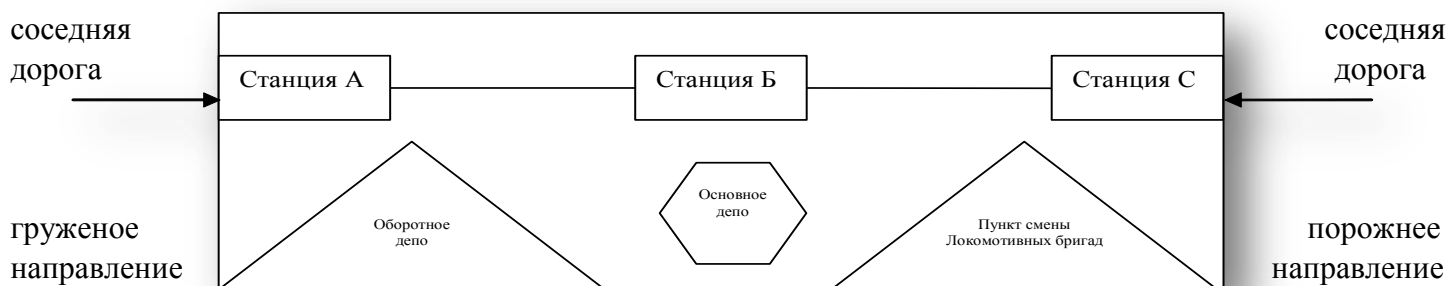 соседняя
дорога
Станция А
Станция Б
Станция С
соседняя
дорога
Оборотное
депо
Основное
депо
Пункт смены
Локомотивных бригад
груженое
направление
порожнее
направление